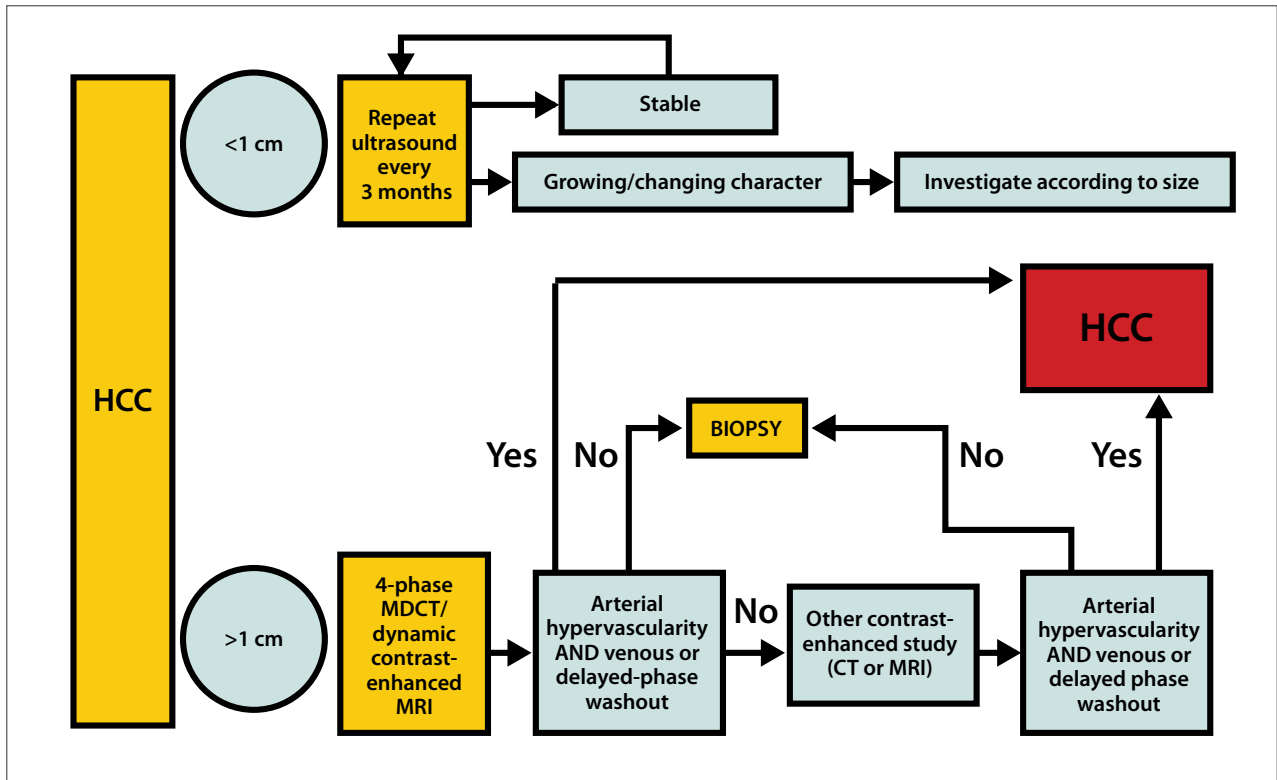 HCC
<1 cm
Repeat
ultrasound
every
3 months
Stable
Growing/changing character
Investigate according to size
HCC
Yes
No
BIOPSY
No
Yes
>1 cm
4-phase
MDCT/
dynamic
contrast-
enhanced
MRI
Arterial
hypervascularity
AND venous or
delayed-phase
washout
No
Other contrast-
enhanced study
(CT or MRI)
Arterial
hypervascularity
AND venous or
delayed phase
washout